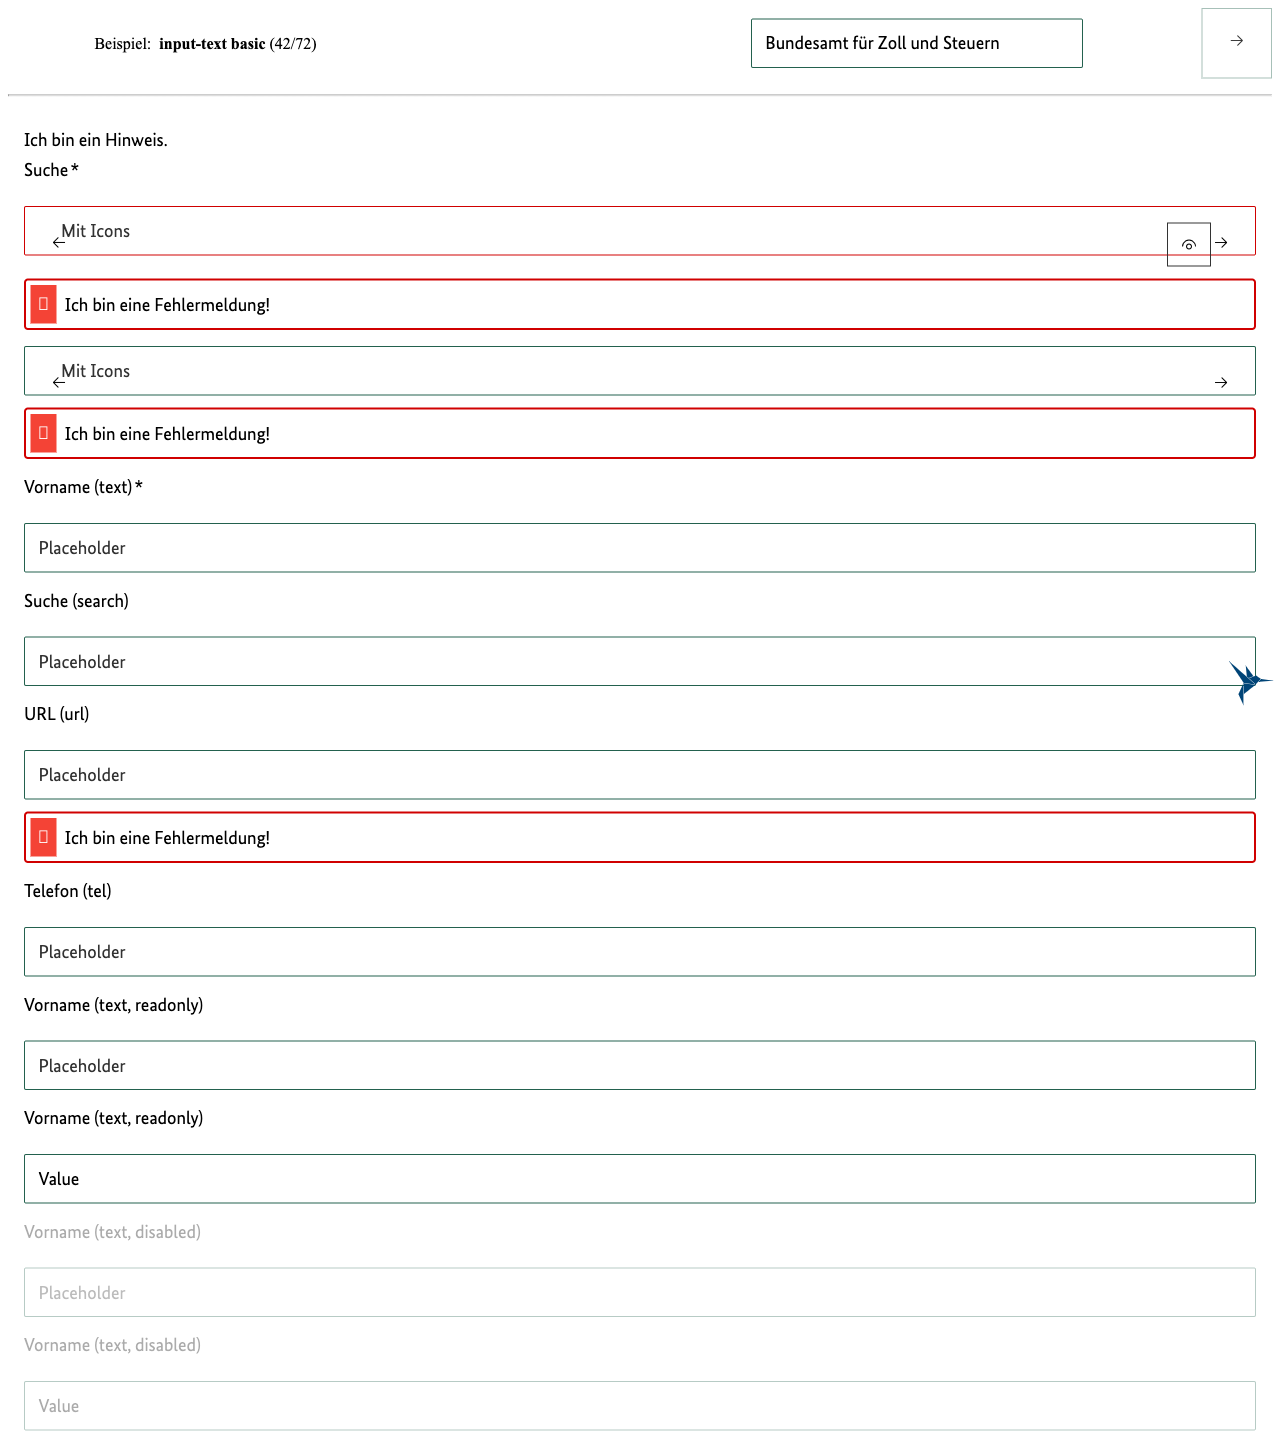 Beispiel: input-text basic (42/72)
Bundesamt für Zoll und Steuern
Ich bin ein Hinweis.
Suche *
Mit Icons
Ich bin eine Fehlermeldung!
Mit Icons
Ich bin eine Fehlermeldung!
Vorname (text) *
Placeholder
Suche (search)
Placeholder
URL (url)
Placeholder
Ich bin eine Fehlermeldung!
Telefon (tel)
Placeholder
Vorname (text, readonly)
Placeholder
Vorname (text, readonly)
Value
Vorname (text, disabled)
Placeholder
Vorname (text, disabled)
Value